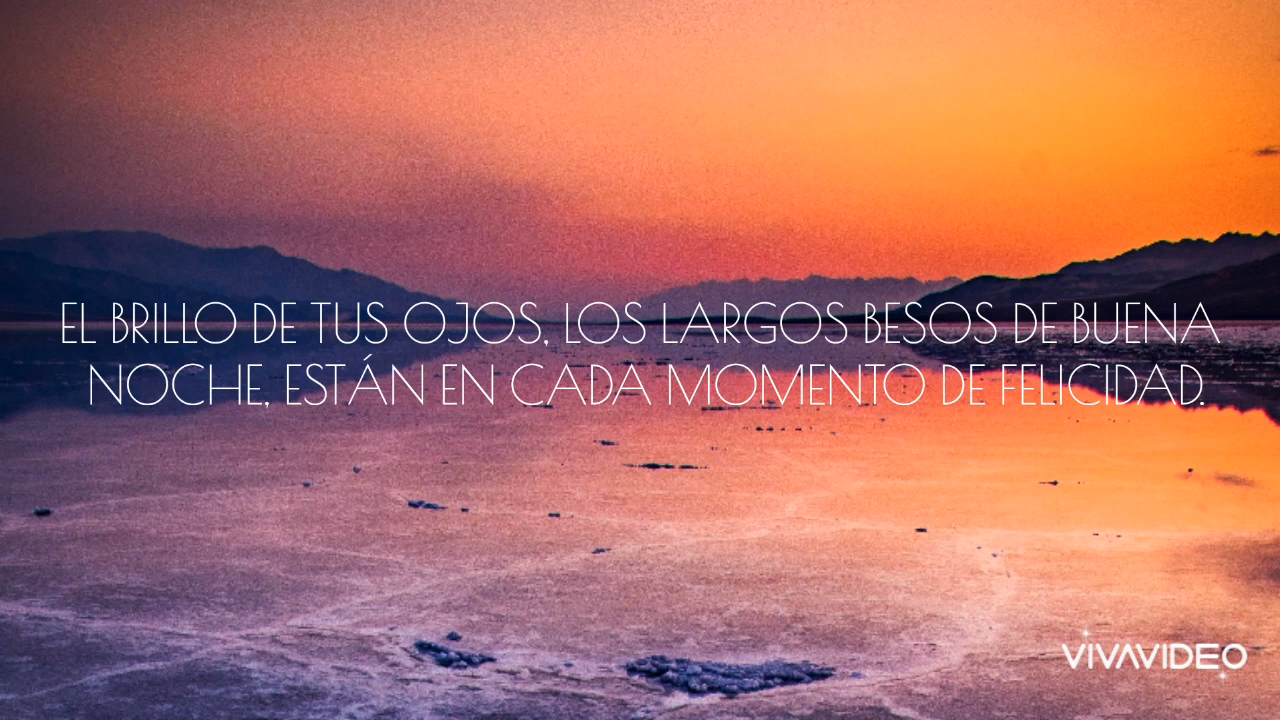 EL BRILLO DE TUS OJOS, LOS LARGOS BESOS DE BUENA
NOCHE, ESTÁN EN CADA MOMENTO DE FELICIDAD.
VIVAVIDEO